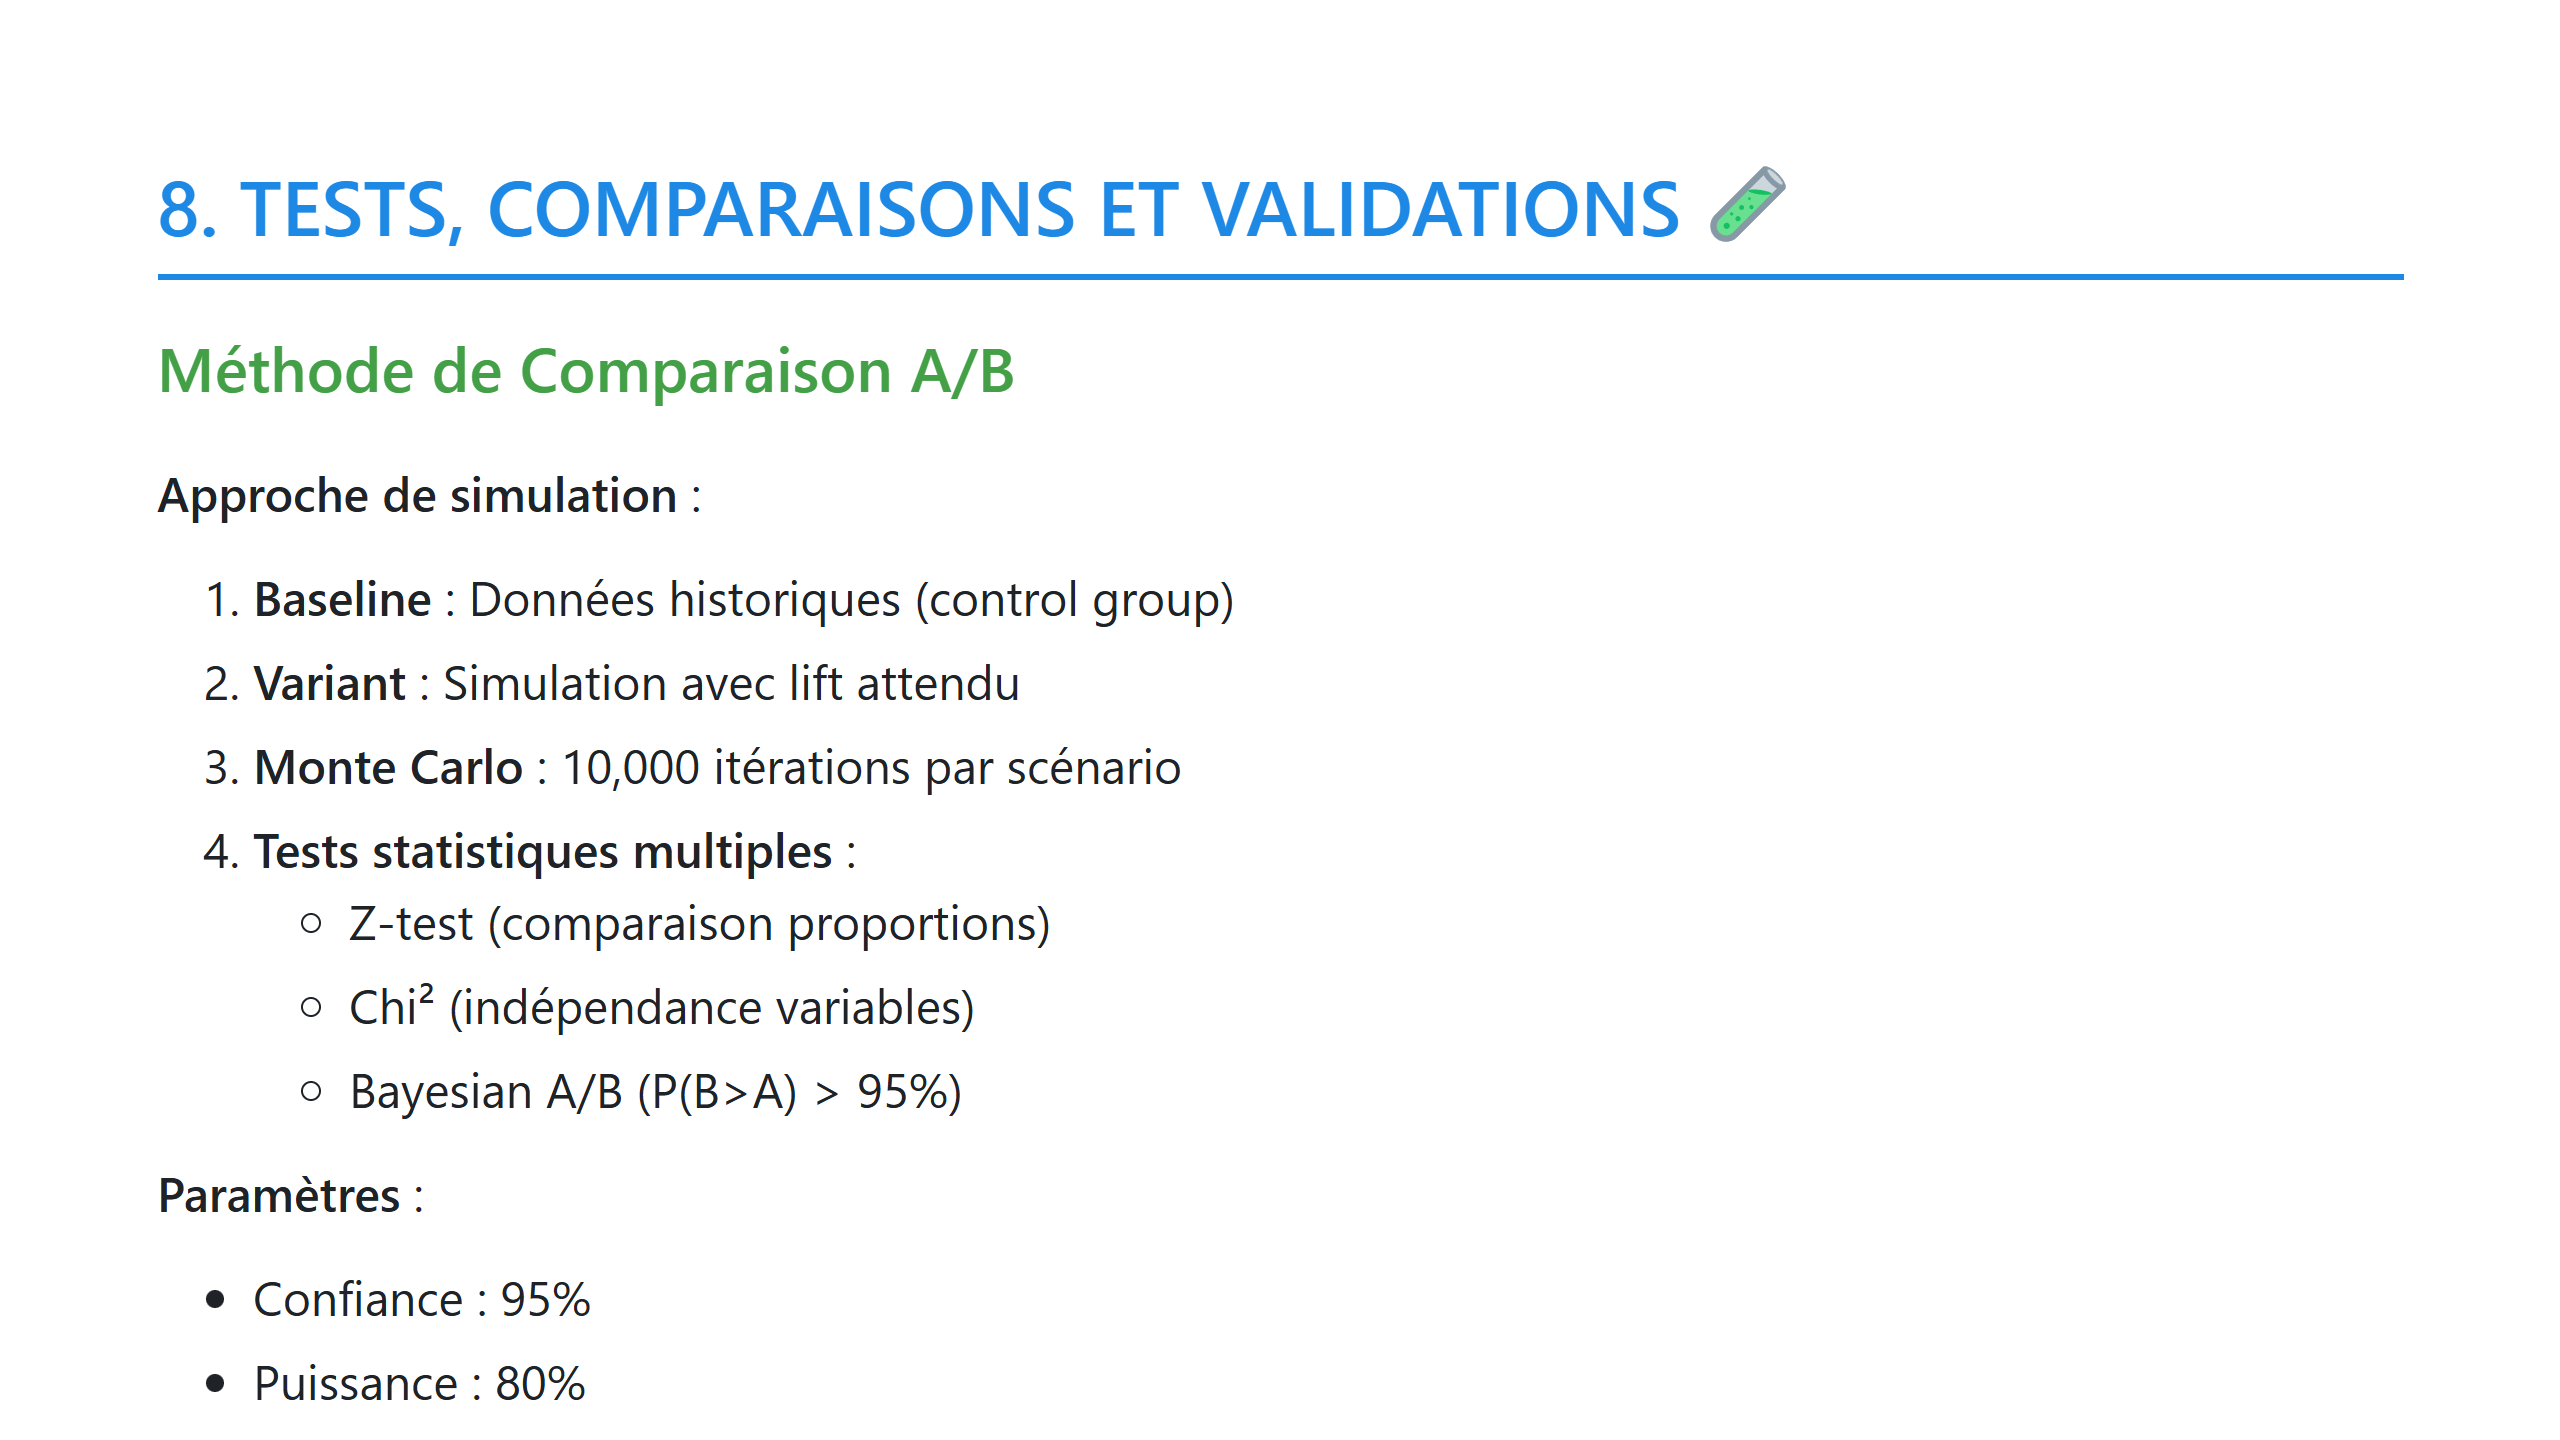 8. TESTS, COMPARAISONS ET VALIDATIONS 🧪
Méthode de Comparaison A/B
Approche de simulation :
1. Baseline : Données historiques (control group)
2. Variant : Simulation avec lift attendu
3. Monte Carlo : 10,000 itérations par scénario
4. Tests statistiques multiples :
○ Z-test (comparaison proportions)
○ Chi² (indépendance variables)
○ Bayesian A/B (P(B>A) > 95%)
Paramètres :
● Confiance : 95%
● Puissance : 80%